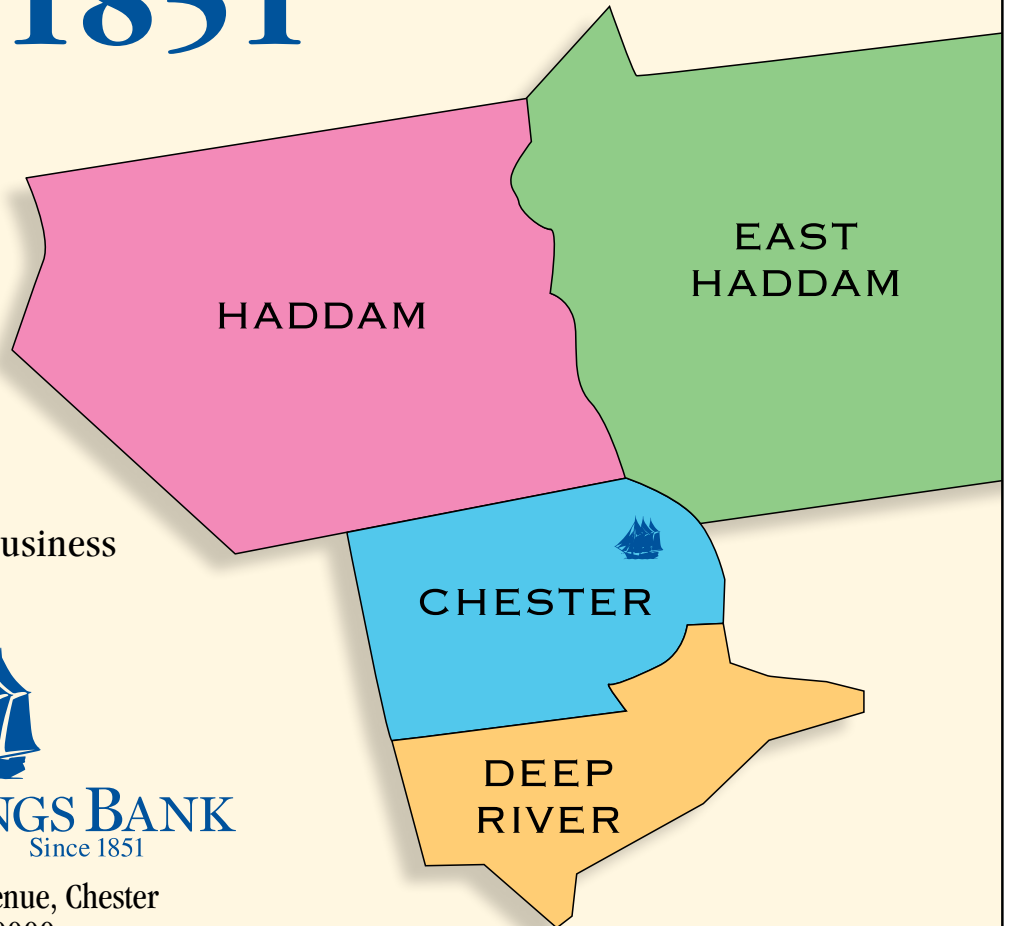 1851
EAST
HADDAM
HADDAM
usiness
CHESTER
DEEP
RIVER
NGS BANK
Since 1851
enue, Chester